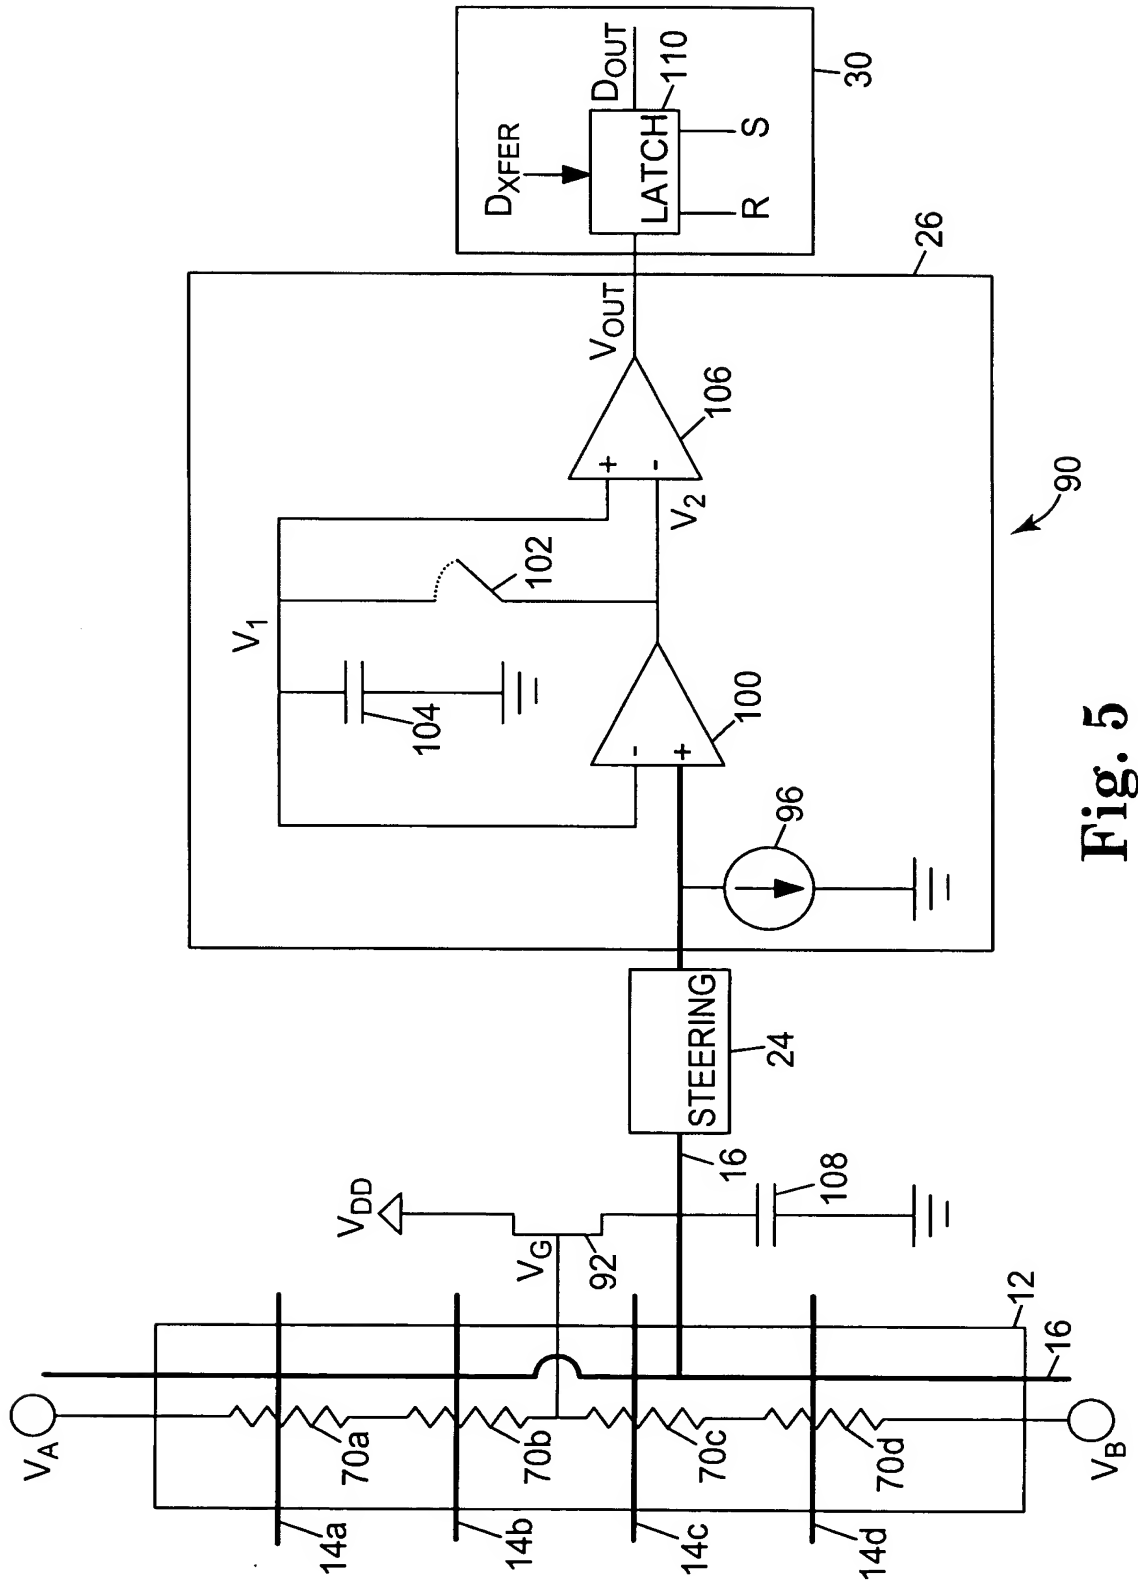 VA
14a
70a
14b
70b
14c
70c
14d
70d
VB
16
12
VDD
VG
92
108
16
STEERING
24
96
100
-
+
104
V1
102
V2
+
-
106
VOUT
26
90
DXFER
LATCH
110
DOUT
R
S
30
Fig. 5